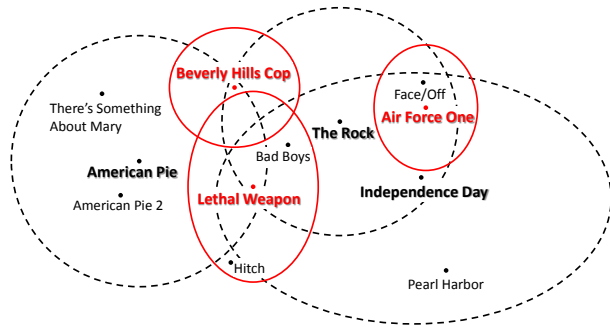 Beverly Hills Cop
Face/Off
There's Something
About Mary
Air Force One
The Rock
Bad Boys
American Pie
Independence Day
American Pie 2
Lethal Weapon
Hitch
Pearl Harbor